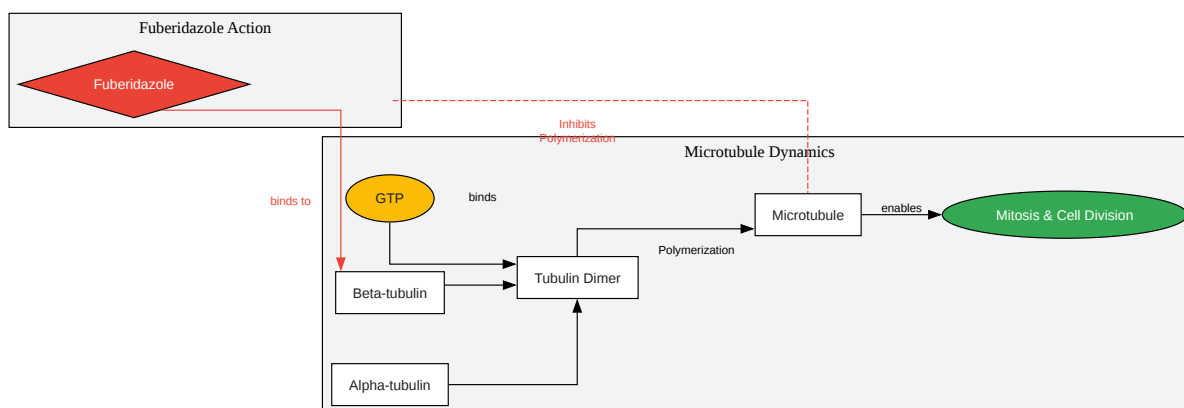 Fuberidazole Action
Fuberidazole
Inhibits
Polymerization
Microtubule Dynamics
binds to
GTP
binds
Microtubule
enables
Mitosis & Cell Division
Polymerization
Tubulin Dimer
Beta-tubulin
Alpha-tubulin